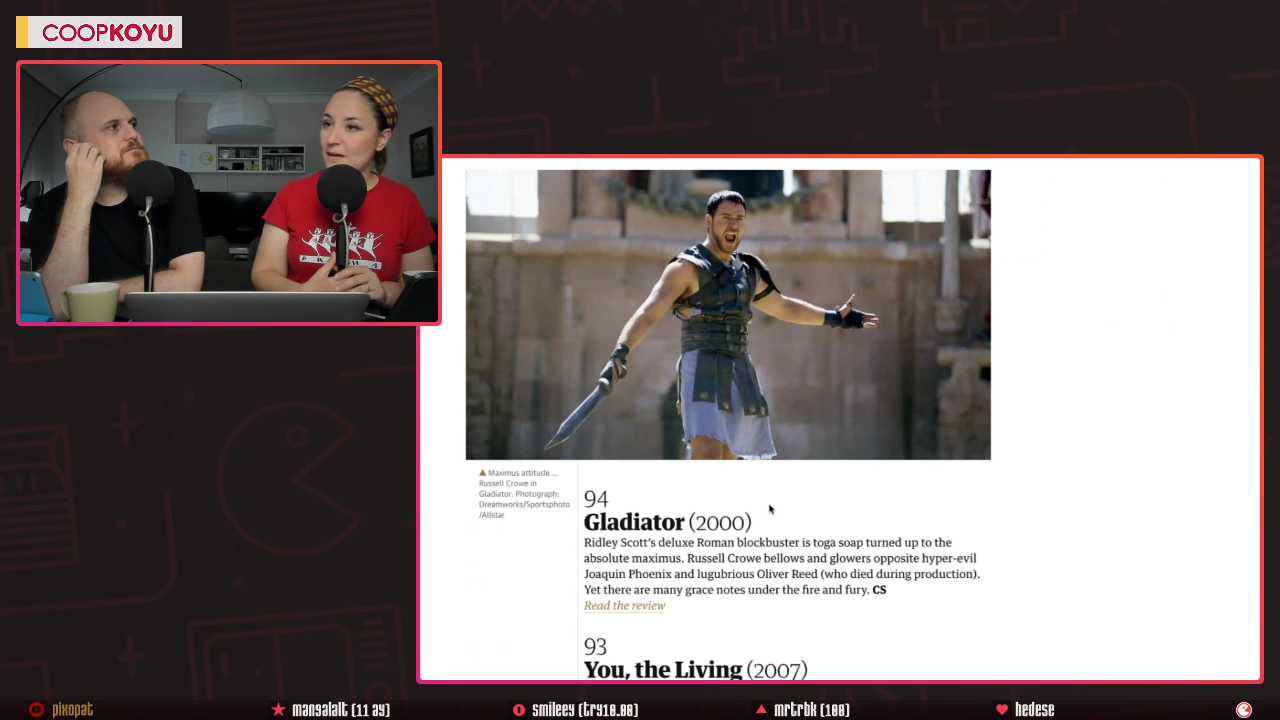 COOPKOYU
PRAWA
Maximus attitude ...
Russell Crowe in
Gladiator. Photograph:
Dreamworks/Sportsphoto
/Allstar
94
Gladiator (2000)
Ridley Scott's deluxe Roman blockbuster is toga soap turned up to the
absolute maximus. Russell Crowe bellows and glowers opposite hyper-evil
Joaquin Phoenix and lugubrious Oliver Reed (who died during production).
Yet there are many grace notes under the fire and fury. CS
Read the review
93
You, the Living (2007)
pixopat
mangalalt (11 ay)
smileey (try10.00)
mrtrbk (100)
hedese